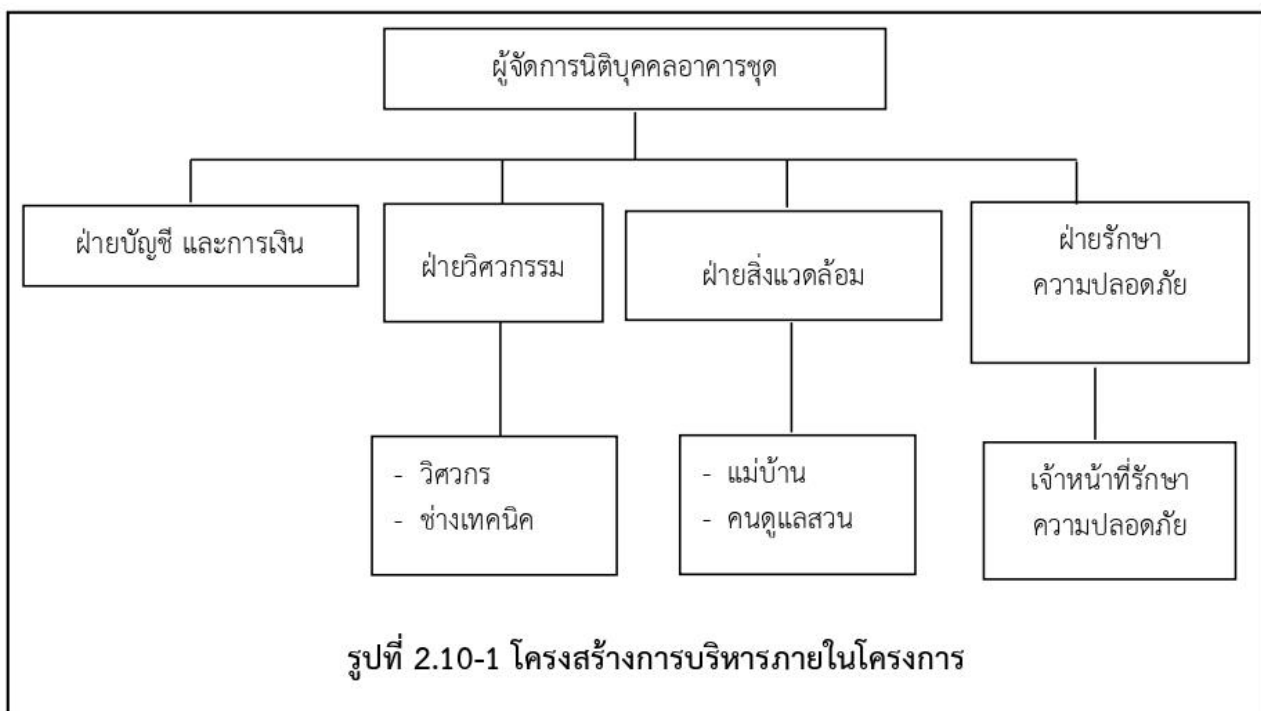 ผู้จัดการนิติบุคคลอาคารชุด
ฝ่ายบัญชี และการเงิน
ฝ่ายวิศวกรรม
ฝ่ายสิ่งแวดล้อม
ฝ่ายรักษา
ความปลอดภัย
- วิศวกร
- ช่างเทคนิค
- แม่บ้าน
- คนดูแลสวน
เจ้าหน้าที่รักษา
ความปลอดภัย
รูปที่ 2.10-1 โครงสร้างการบริหารภายในโครงการ